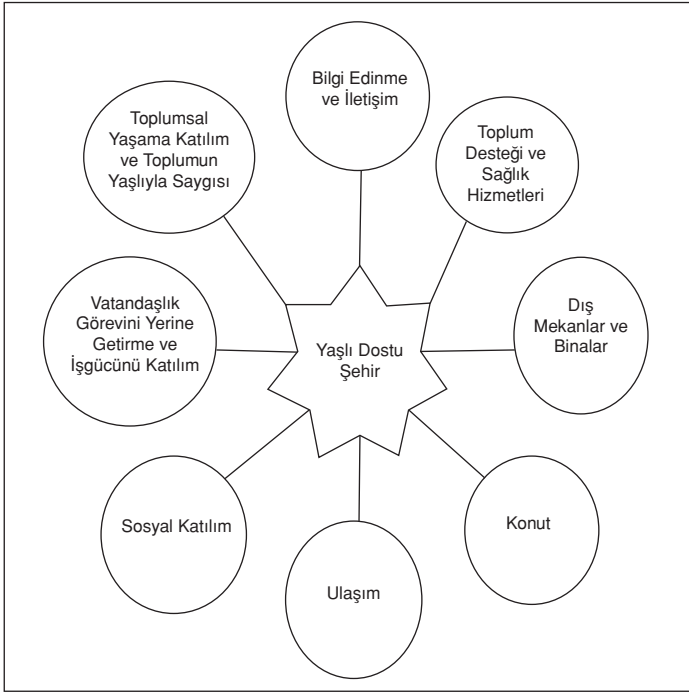 Bilgi Edinme
ve İletişim
Toplum
Desteği ve
Sağlık
Hizmetleri
Dış
Mekanlar ve
Binalar
Konut
Ulaşım
Sosyal Katılım
Vatandaşlık
Görevini Yerine
Getirme ve
İşgücünü Katılım
Toplumsal
Yaşama Katılım
ve Toplumun
Yaşlıyla Saygısı
Yaşlı Dostu
Şehir